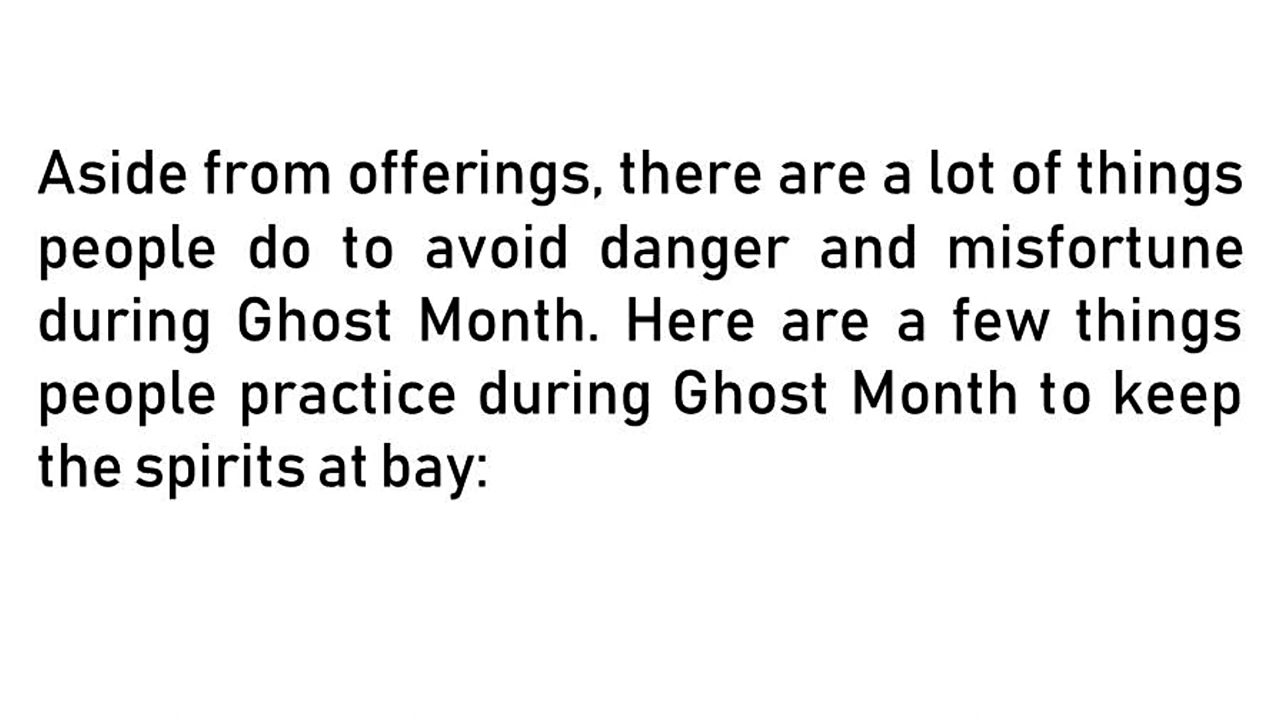 Aside from offerings, there are a lot of things
people do to avoid danger and misfortune
during Ghost Month. Here are a few things
people practice during Ghost Month to keep
the spirits at bay: